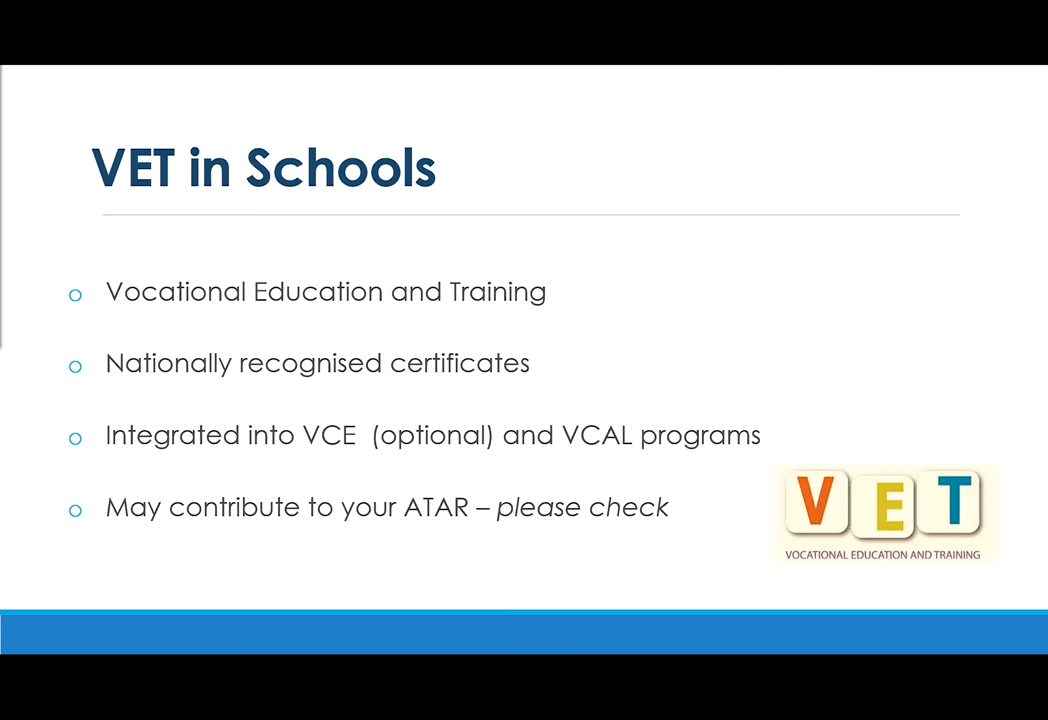 VET in Schools
o Vocational Education and Training
o Nationally recognised certificates
o Integrated into VCE (optional) and VCAL programs
o May contribute to your ATAR – please check
VET
VOCATIONAL EDUCATION AND TRAINING